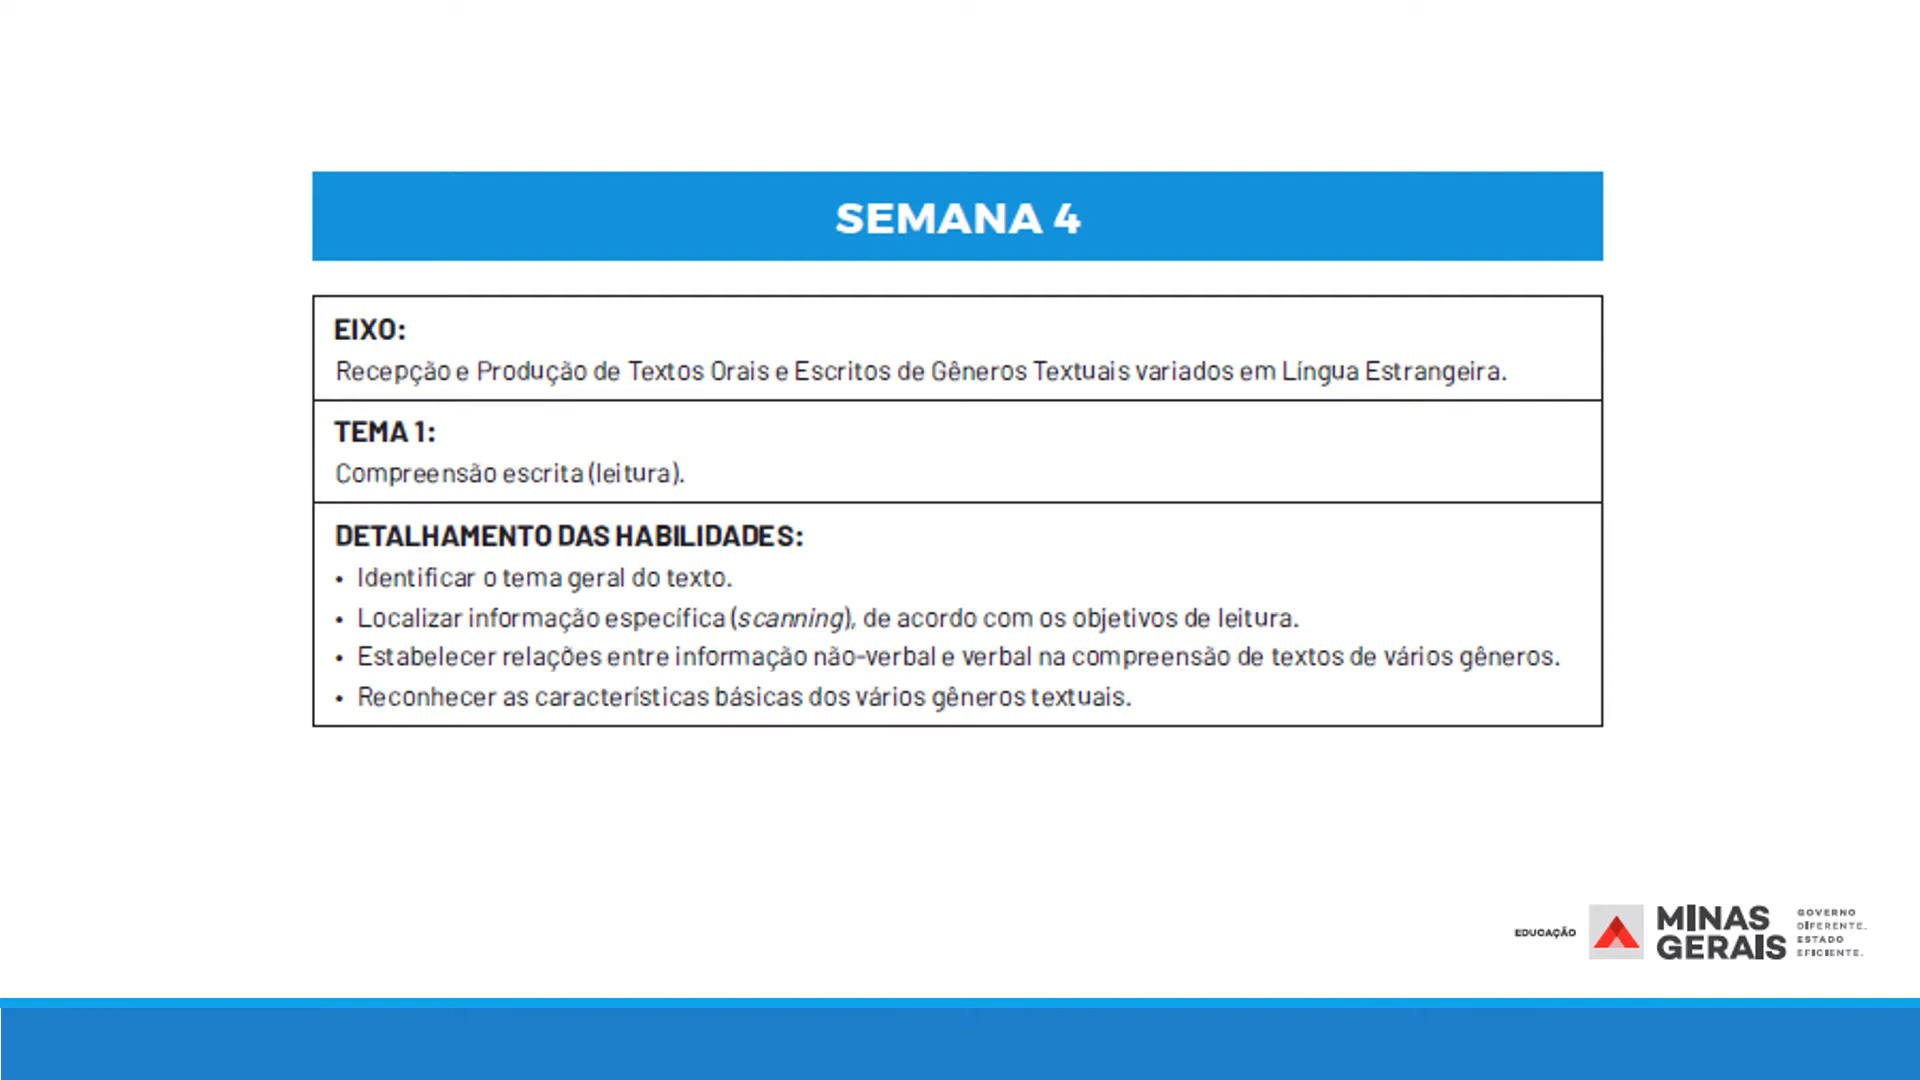 SEMANA 4
EIXO:
Recepção e Produção de Textos Orais e Escritos de Gêneros Textuais variados em Língua Estrangeira.
TEMA 1:
Compreensão escrita (leitura).
DETALHAMENTO DAS HABILIDADES:
• Identificar o tema geral do texto.
• Localizar informação específica (scanning), de acordo com os objetivos de leitura.
• Estabelecer relações entre informação não-verbal e verbal na compreensão de textos de vários gêneros.
• Reconhecer as características básicas dos vários gêneros textuais.
EDUCAÇÃO
MINAS
GERAIS
GOVERNO
DIFERENTE.
ESTADO
EFICIENTE.